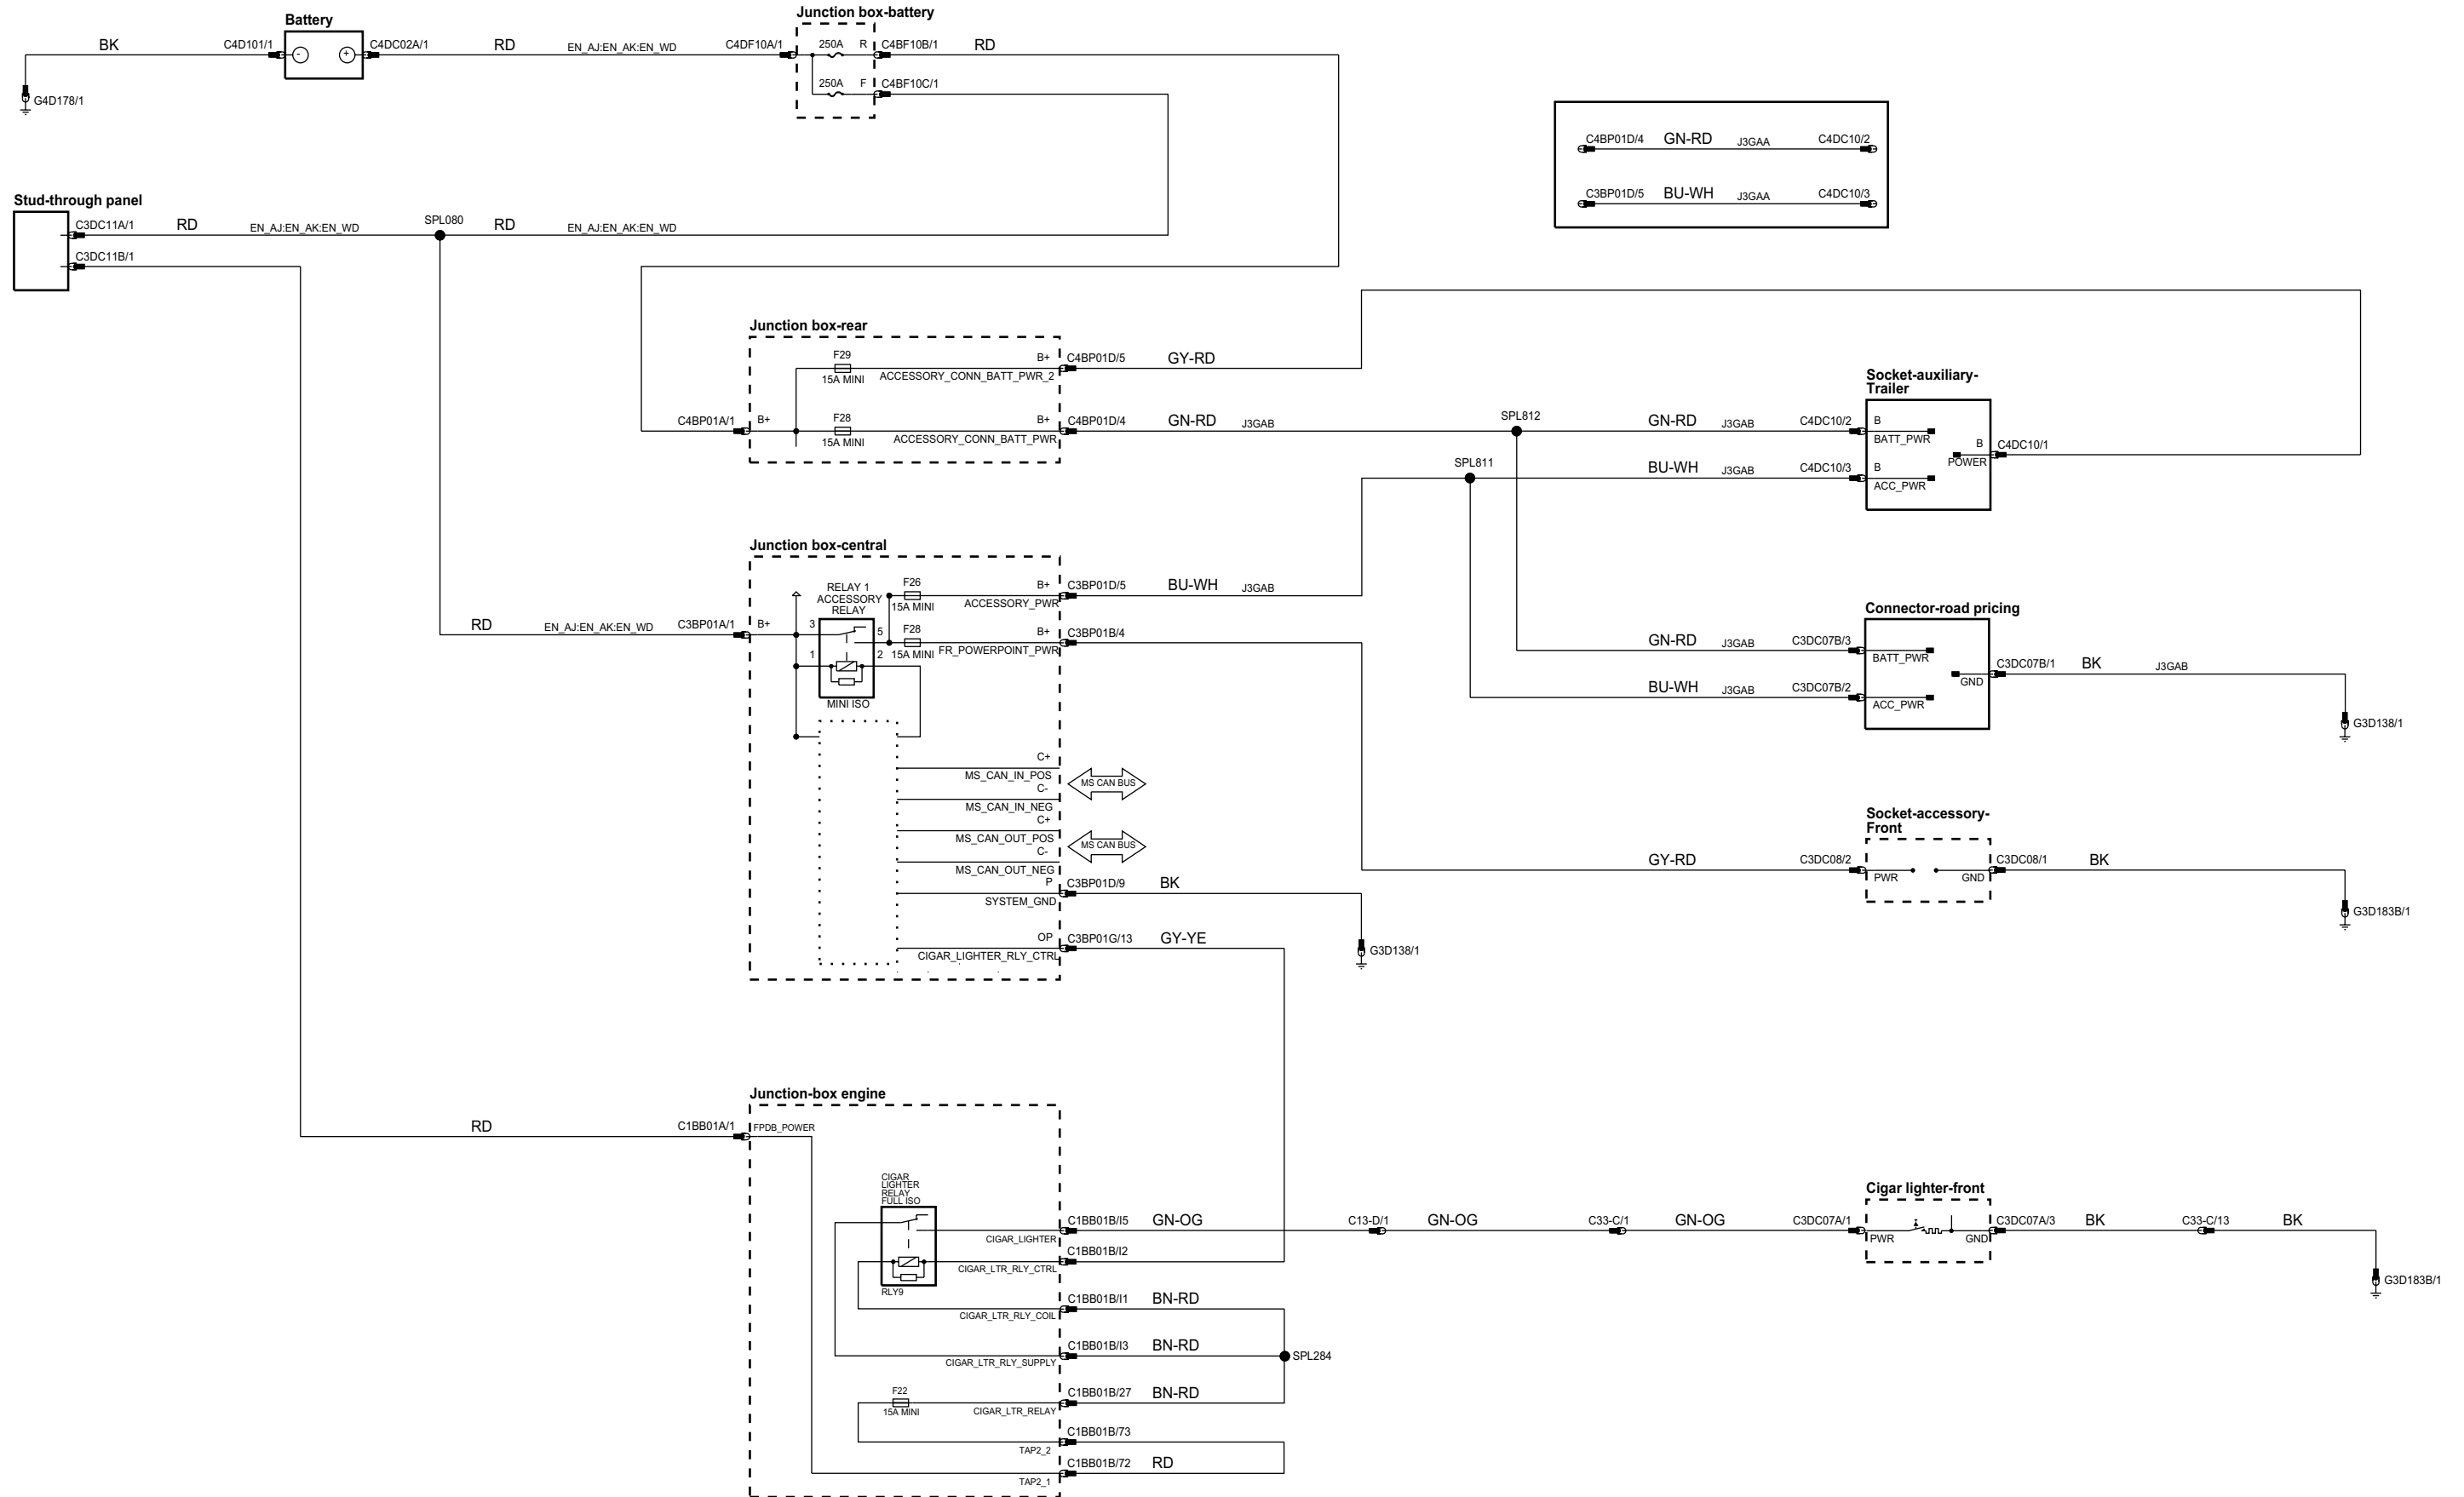 Battery
BK
C4D101/1
-
+
C4DC02A/1
RD
EN_AJ:EN_AK:EN_WD
C4DF10A/1
G4D178/1
Junction box-battery
250A
R
C4BF10B/1
RD
250A
F
C4BF10C/1
C4BP01D/4
GN-RD
J3GAA
C4DC10/2
C3BP01D/5
BU-WH
J3GAA
C4DC10/3
Stud-through panel
C3DC11A/1
RD
EN_AJ:EN_AK:EN_WD
SPL080
RD
EN_AJ:EN_AK:EN_WD
C3DC11B/1
Junction box-rear
F29
15A MINI
B+
ACCESSORY_CONN_BATT_PWR_2
C4BP01D/5
GY-RD
C4BP01A/1
B+
F28
15A MINI
B+
ACCESSORY_CONN_BATT_PWR
C4BP01D/4
GN-RD
J3GAB
SPL812
GN-RD
J3GAB
C4DC10/2
SPL811
BU-WH
J3GAB
C4DC10/3
Socket-auxiliary-
Trailer
B
BATT_PWR
B
POWER
C4DC10/1
B
ACC_PWR
Junction box-central
RELAY 1
ACCESSORY
RELAY
F26
15A MINI
B+
ACCESSORY_PWR
C3BP01D/5
BU-WH
J3GAB
RD
EN_AJ:EN_AK:EN_WD
C3BP01A/1
B+
3
5
1
2
MINI ISO
F28
15A MINI
B+
FR_POWERPOINT_PWR
C3BP01B/4
Connector-road pricing
GN-RD
J3GAB
C3DC07B/3
BATT_PWR
GND
C3DC07B/1
BK
J3GAB
BU-WH
J3GAB
C3DC07B/2
ACC_PWR
G3D138/1
C+
MS_CAN_IN_POS
C-
MS_CAN_IN_NEG
MS CAN BUS
C+
MS_CAN_OUT_POS
C-
MS_CAN_OUT_NEG
MS CAN BUS
P
SYSTEM_GND
C3BP01D/9
BK
G3D138/1
OP
CIGAR_LIGHTER_RLY_CTRL
C3BP01G/13
GY-YE
Socket-accessory-
Front
GY-RD
C3DC08/2
PWR
GND
C3DC08/1
BK
G3D183B/1
Junction-box engine
RD
C1BB01A/1
FPDB_POWER
CIGAR
LIGHTER
RELAY
FULL ISO
RLY9
CIGAR_LIGHTER
C1BB01B/I5
GN-OG
C13-D/1
GN-OG
C33-C/1
GN-OG
C3DC07A/1
Cigar lighter-front
PWR
GND
C3DC07A/3
BK
C33-C/13
BK
G3D183B/1
CIGAR_LTR_RLY_CTRL
C1BB01B/I2
CIGAR_LTR_RLY_COIL
C1BB01B/I1
BN-RD
CIGAR_LTR_RLY_SUPPLY
C1BB01B/I3
BN-RD
SPL284
F22
15A MINI
CIGAR_LTR_RELAY
C1BB01B/27
BN-RD
TAP2_2
C1BB01B/73
TAP2_1
C1BB01B/72
RD